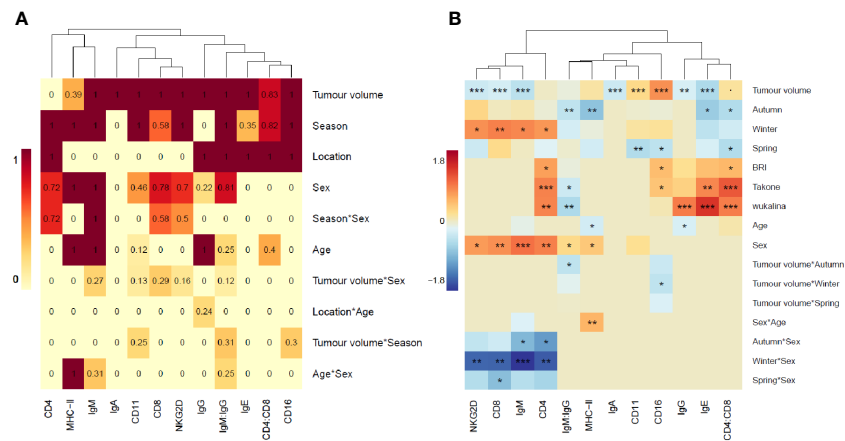 A
0 0.39 1 1 1 1 1 1 1 1 0.83 1 Tumour volume
1 1 1 0 1 0.58 1 0 1 0.35 0.82 1 Season
1 0 0 0 0 0 0 1 1 1 1 1 Location
0.72 1 1 0 0.46 0.78 0.7 0.22 0.81 0 0 0 Sex
0.72 0 1 0 0 0.58 0.5 0 0 0 0 0 Season*Sex
0 1 1 0 0.12 0 0 1 0.25 0 0.4 0 Age
0 0 0.27 0 0.13 0.29 0.16 0 0.12 0 0 0 Tumour volume*Sex
0 0 0 0 0 0 0 0.24 0 0 0 0 Location*Age
0 0 0 0 0.25 0 0 0 0.31 0 0 0.3 Tumour volume*Season
0 1 0.31 0 0 0 0 0 0.25 0 0 0 Age*Sex
1
0
CD4 MHC-II IgM IgA CD11 CD8 NKG2D IgG IgM:IgG IgE CD4:CD8 CD16
B
*** *** *** *** *** *** ** *** . Tumour volume
** ** * * Autumn
* ** * * Winter
** * * Spring
* * * BRI
*** * * ** *** Takone
** ** *** *** *** wukalina
* * Age
* ** *** ** * * Sex
* Tumour volume*Autumn
* Tumour volume*Winter
Tumour volume*Spring
** Sex*Age
* * Autumn*Sex
** ** *** ** Winter*Sex
* Spring*Sex
1.8
0
−1.8
NKG2D CD8 IgM CD4 IgM:IgG MHC-II IgA CD11 CD16 IgG IgE CD4:CD8